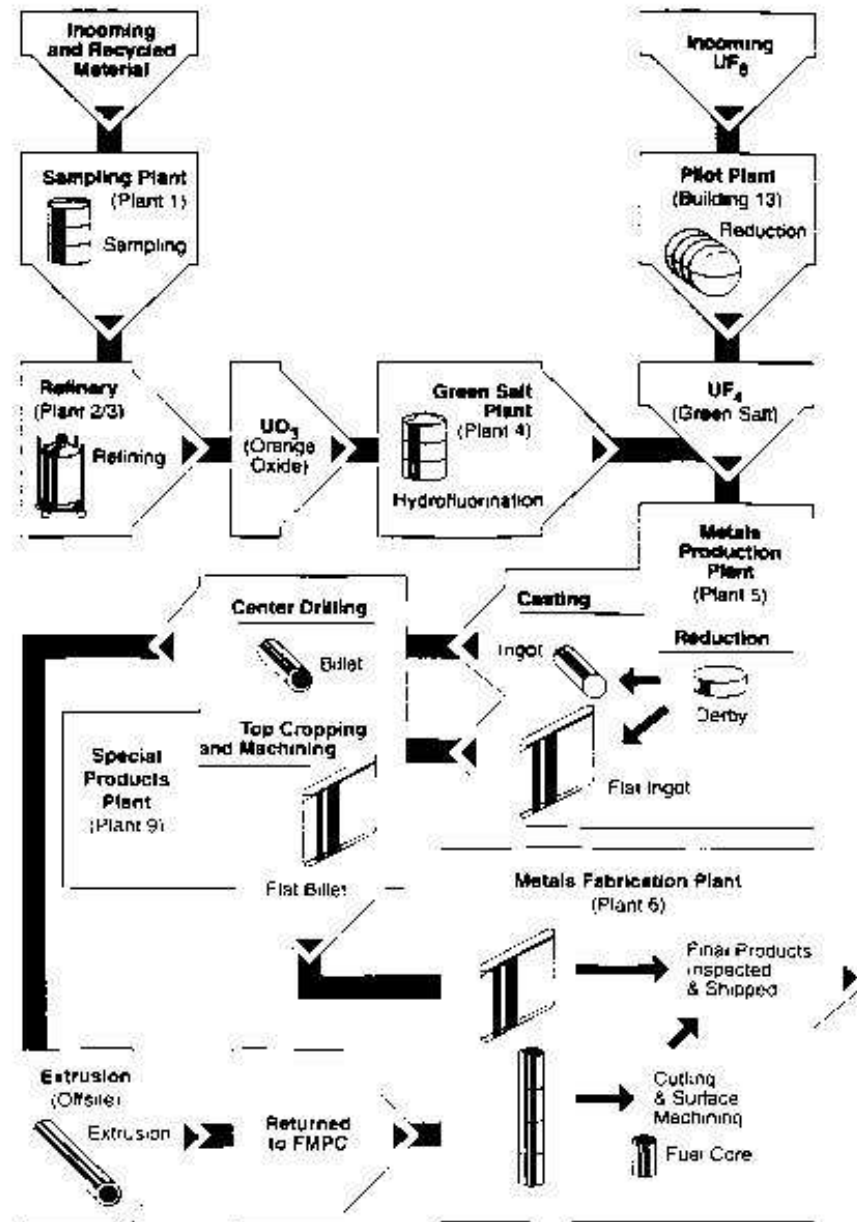 Incoming
and Recycled
Material
Incoming
UF6
Sampling Plant
(Plant 1)
Sampling
Pilot Plant
(Building 13)
Reduction
Refinery
(Plant 2/3)
Refining
UO3
(Orange
Oxide)
Green Salt
Plant
(Plant 4)
Hydrofluorination
UF4
(Green Salt)
Metals
Production
Plant
(Plant 5)
Casting
Reduction
Ingot
Derby
Flat Ingot
Center Drilling
Billet
Top Cropping
and Machining
Special
Products
Plant
(Plant 9)
Flat Billet
Metals Fabrication Plant
(Plant 6)
Final Products
Inspected
& Shipped
Cutting
& Surface
Machining
Fuel Core
Extrusion
(Offsite)
Extrusion
Returned
to FMPC